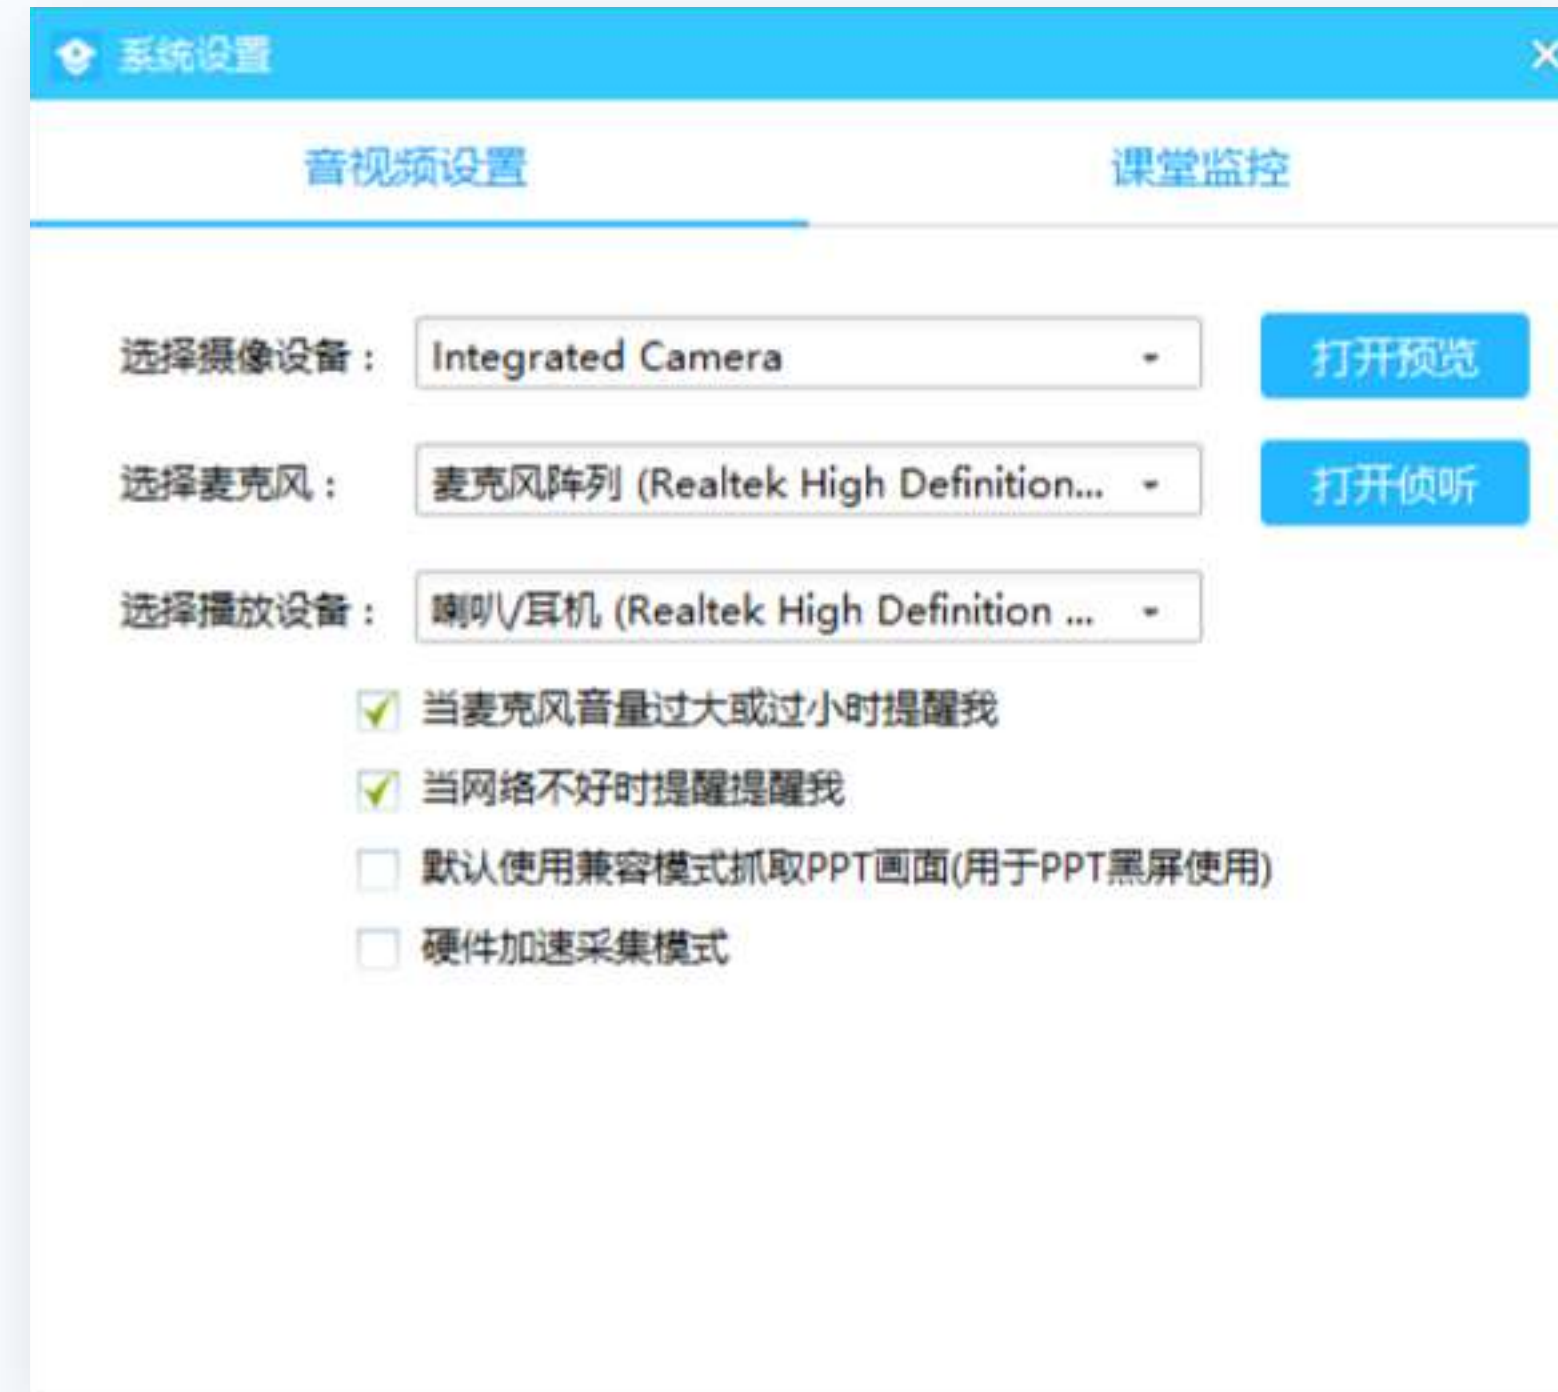 系统设置
音视频设置 课堂监控
选择摄像设备： Integrated Camera 打开预览
选择麦克风： 麦克风阵列 (Realtek High Definition... 打开侦听
选择播放设备： 喇叭/耳机 (Realtek High Definition ...
当麦克风音量过大或过小时提醒我
当网络不好时提醒提醒我
默认使用兼容模式抓取PPT画面(用于PPT黑屏使用)
硬件加速采集模式